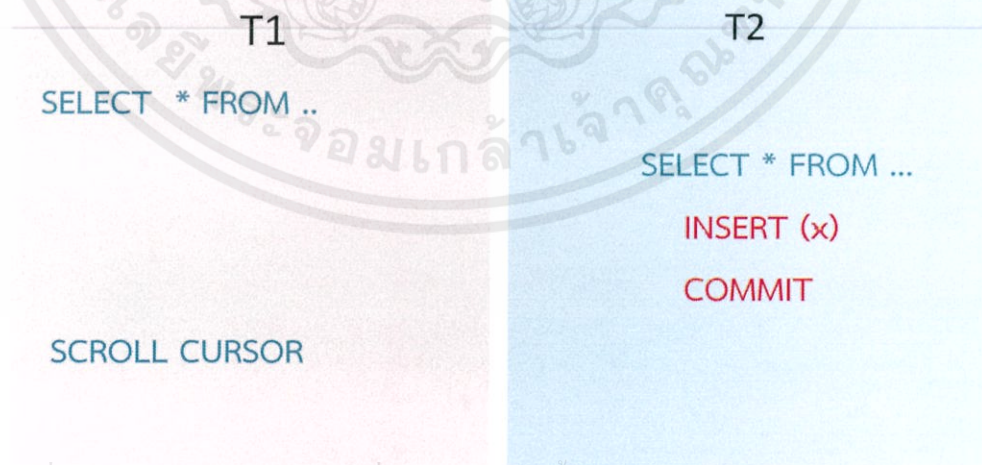 T1
SELECT * FROM ..
SCROLL CURSOR
T2
SELECT * FROM ...
INSERT (x)
COMMIT